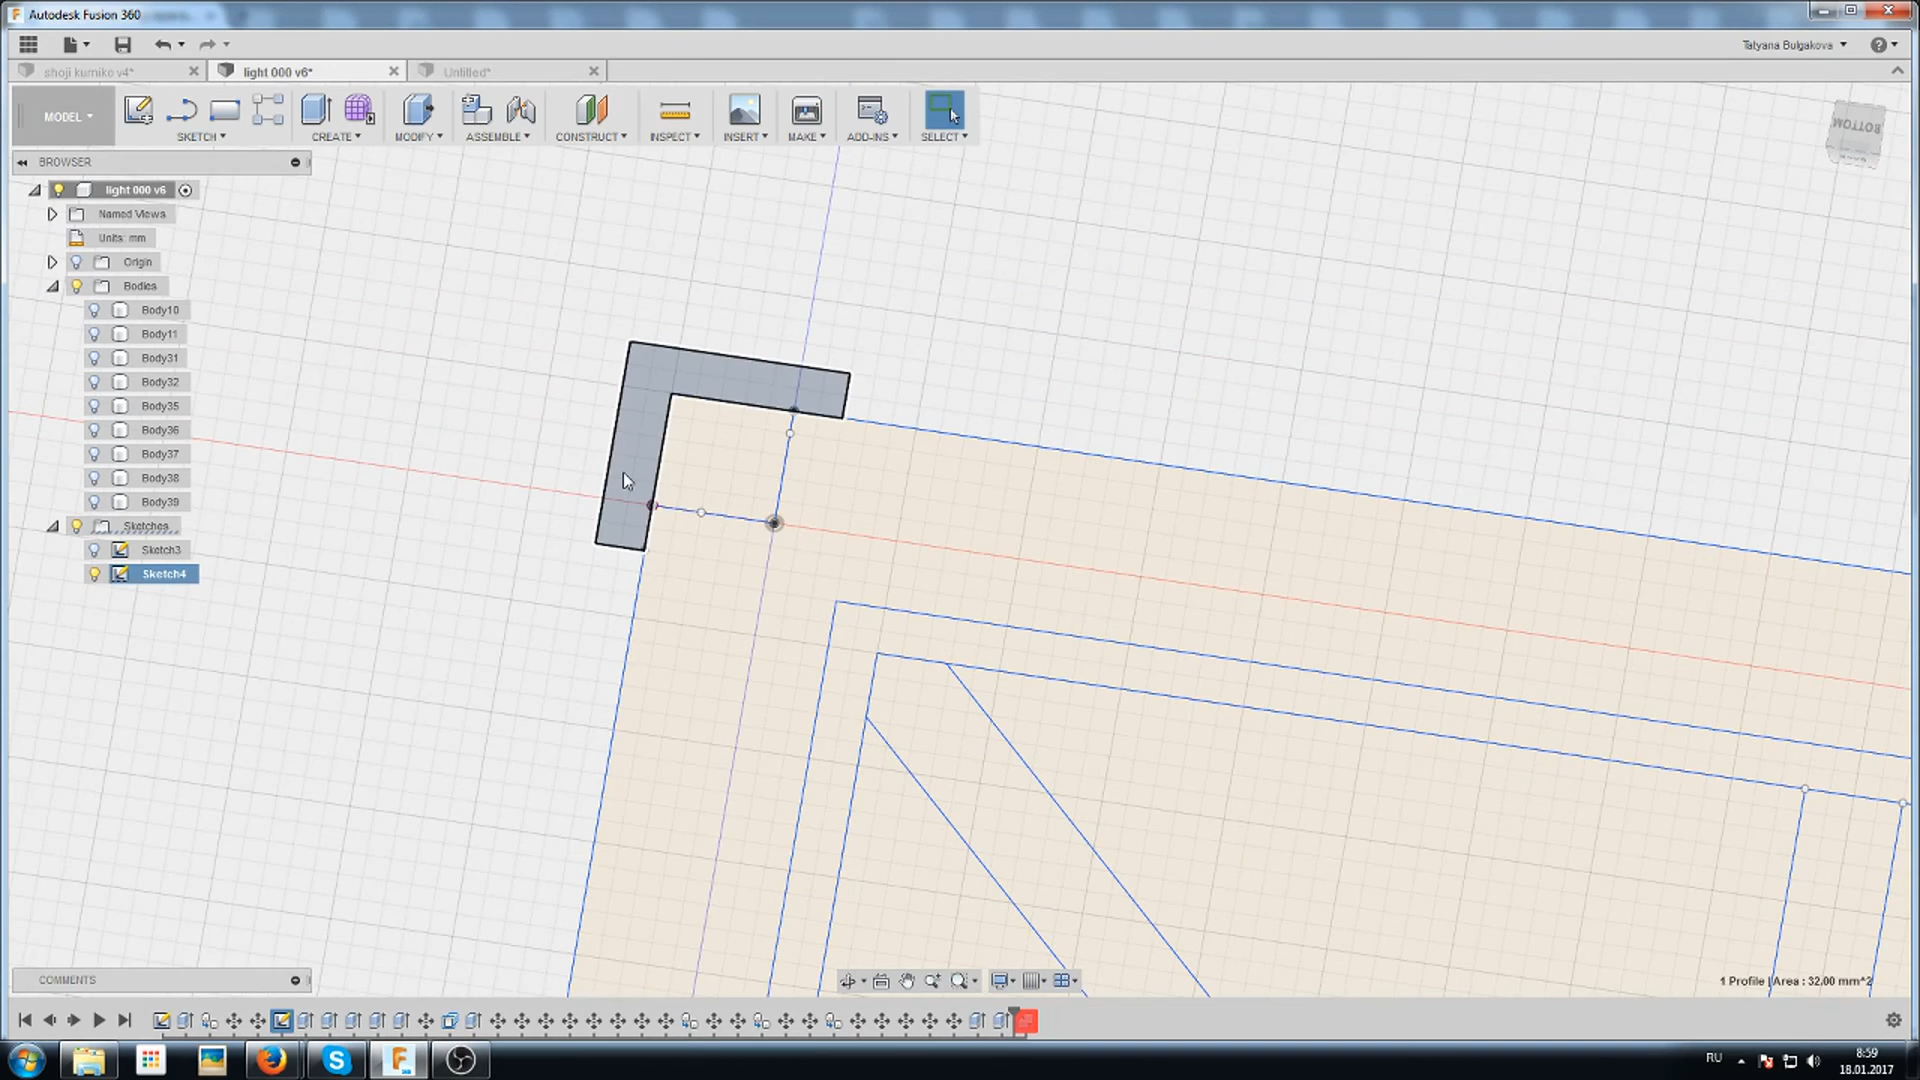 Autodesk Fusion 360
Tatyana Bulgakova
shoji kumiko v4*
light 000 v6*
Untitled*
MODEL
SKETCH
CREATE
MODIFY
ASSEMBLE
CONSTRUCT
INSPECT
INSERT
MAKE
ADD-INS
SELECT
BOTTOM
BROWSER
light 000 v6
Named Views
Units: mm
Origin
Bodies
Body10
Body11
Body31
Body32
Body35
Body36
Body37
Body38
Body39
Sketches
Sketch3
Sketch4
COMMENTS
1 Profile | Area : 32.00 mm^2
RU
8:59
18.01.2017